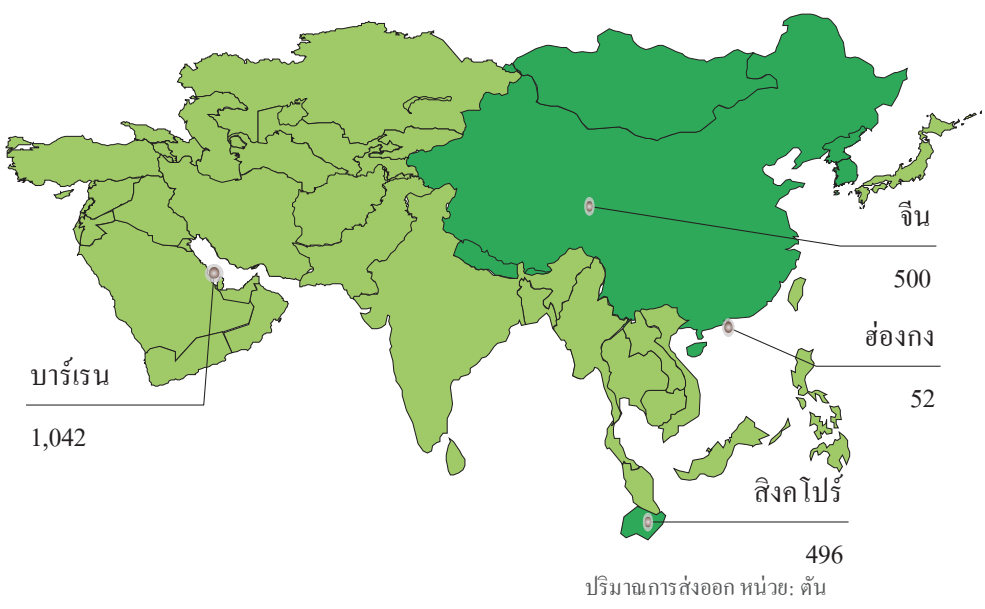 จีน
500
ฮ่องกง
52
บาร์เรน
1,042
สิงคโปร์
496
ปริมาณการส่งออก หน่วย: ตัน